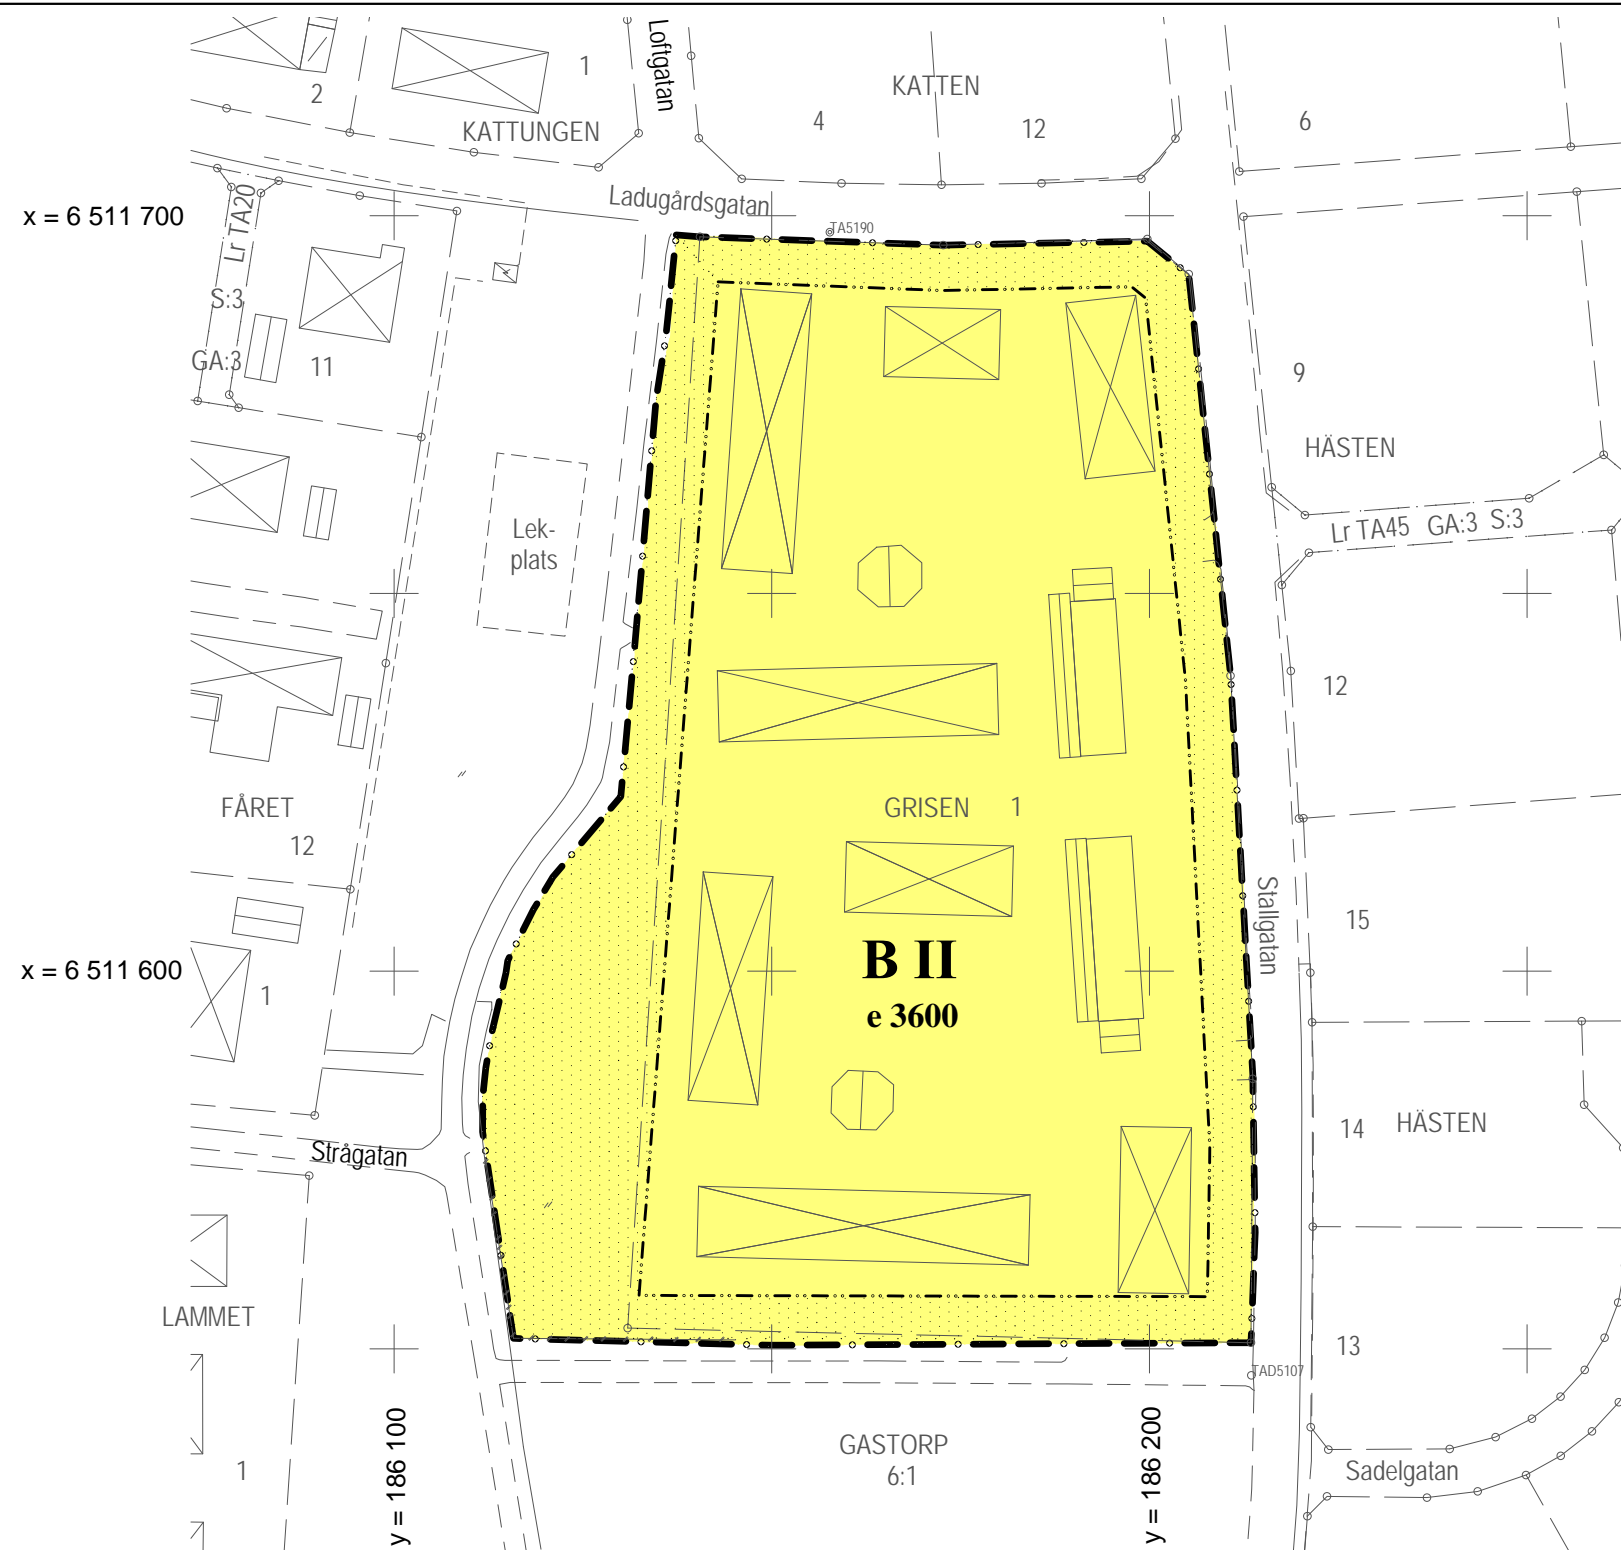 Loftgatan
1
2
KATTUNGEN
KATTEN
4
12
6
Ladugårdsgatan
TA5190
x = 6 511 700
Lr TA20
S:3
GA:3
11
9
HÄSTEN
Lek-
plats
Lr TA45 GA:3 S:3
12
FÅRET
12
GRISEN 1
15
Stallgatan
B II
e 3600
x = 6 511 600
1
14
HÄSTEN
Strågatan
LAMMET
13
TAD5107
y = 186 100
y = 186 200
GASTORP
6:1
1
Sadelgatan